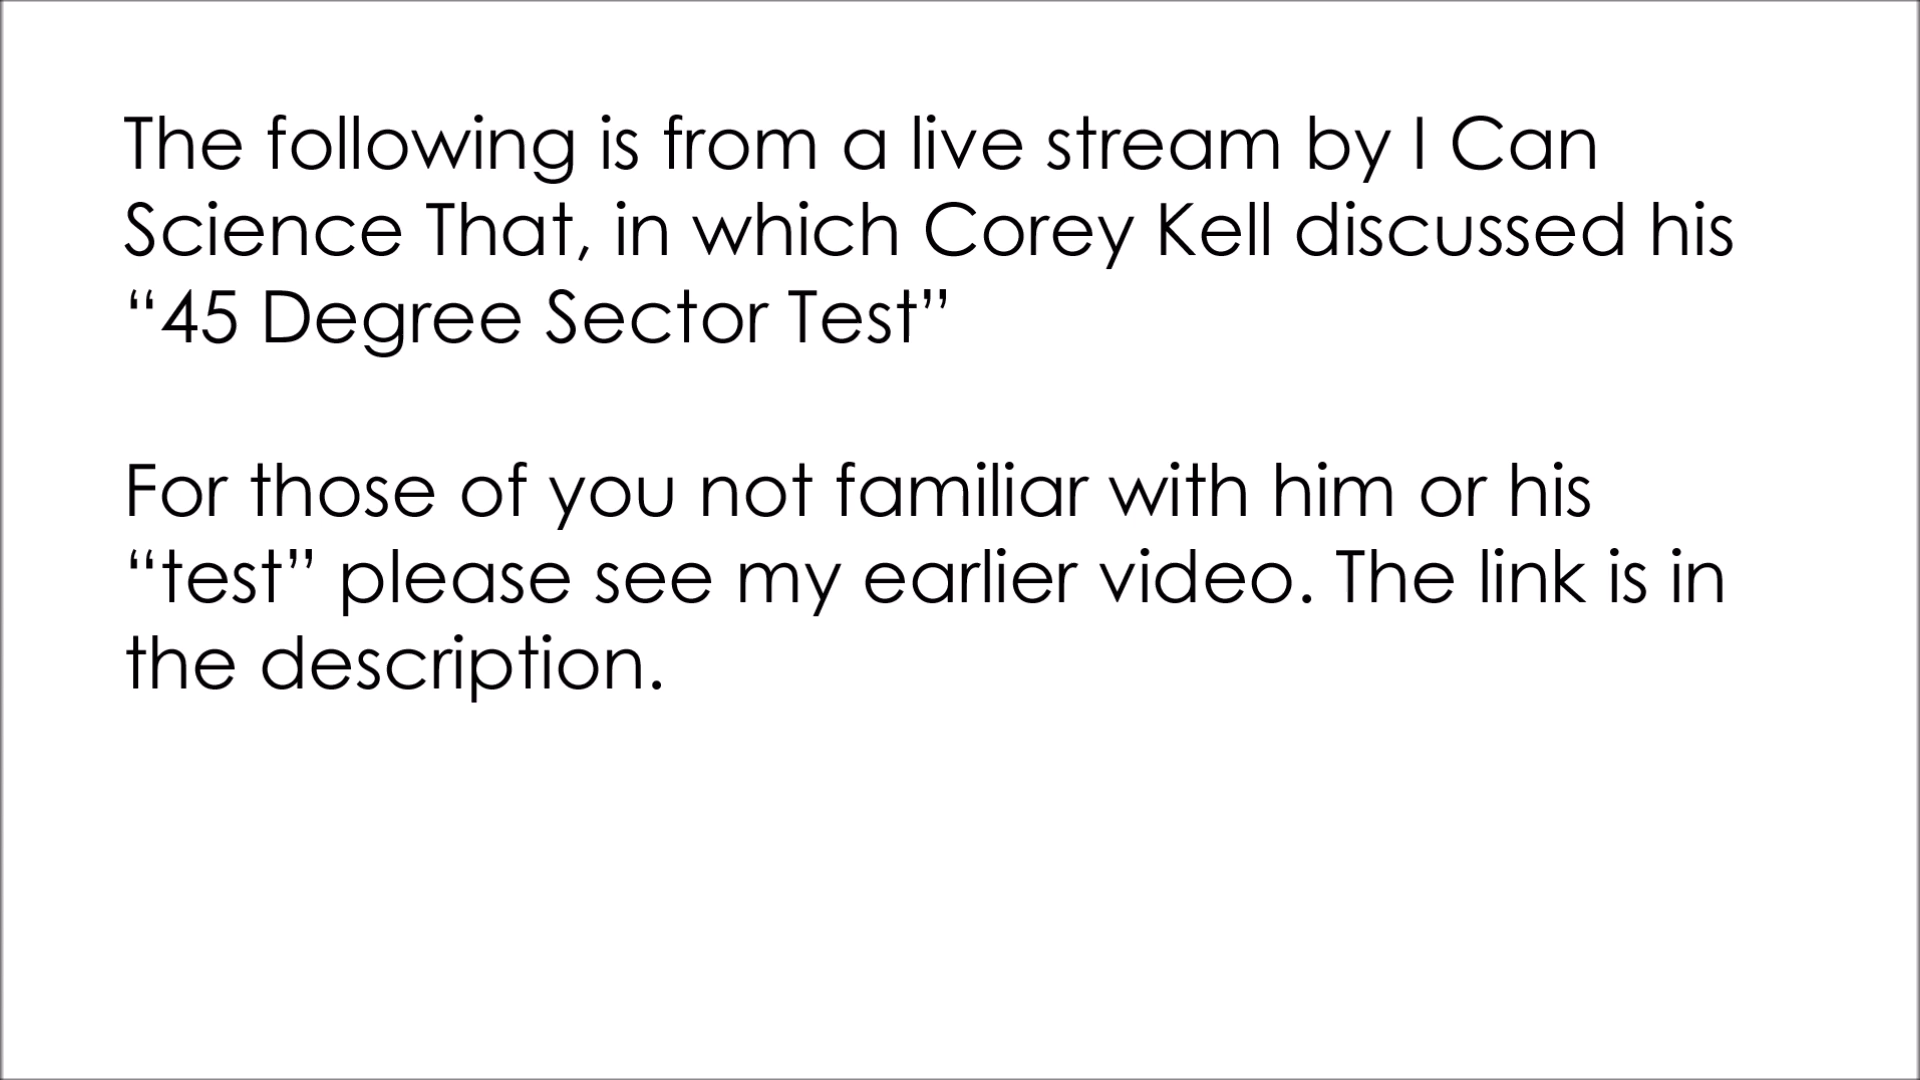 The following is from a live stream by I Can
Science That, in which Corey Kell discussed his
“45 Degree Sector Test”
For those of you not familiar with him or his
“test” please see my earlier video. The link is in
the description.